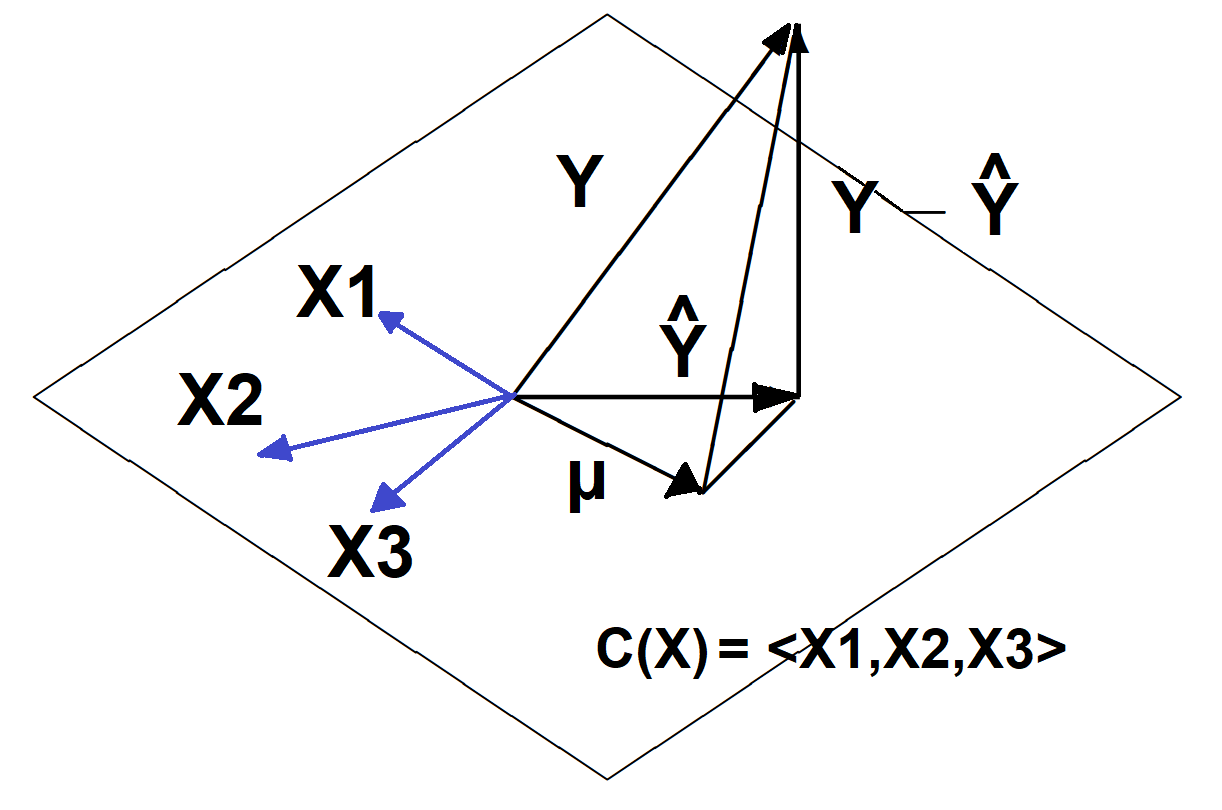 Y
Y – Ŷ
X1
Ŷ
X2
μ
X3
C(X) = <X1,X2,X3>